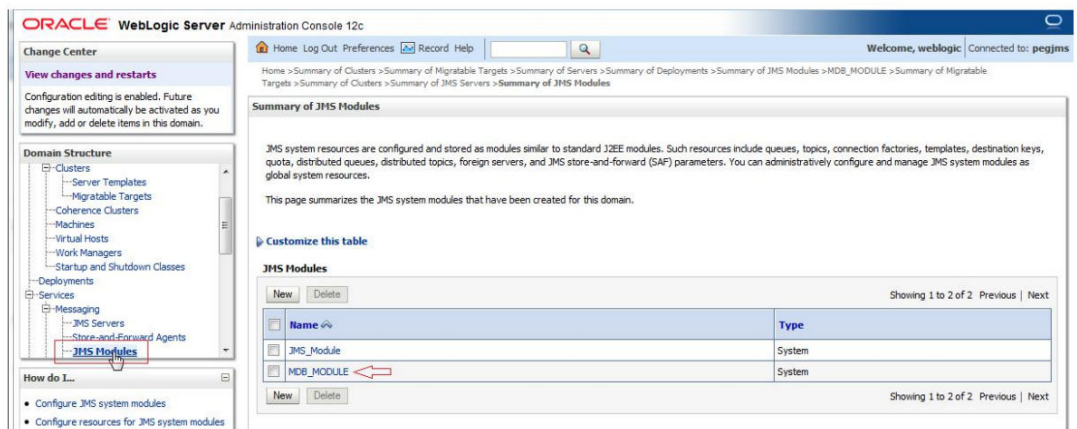 ORACLE WebLogic Server Administration Console 12c
Change Center
View changes and restarts
Configuration editing is enabled. Future
changes will automatically be activated as you
modify, add or delete items in this domain.
Domain Structure
Clusters
Server Templates
Migratable Targets
Coherence Clusters
Machines
Virtual Hosts
Work Managers
Startup and Shutdown Classes
Deployments
Services
Messaging
JMS Servers
Store-and-Forward Agents
JMS Modules
How do I...
Configure JMS system modules
Configure resources for JMS system modules
Home Log Out Preferences Record Help
Welcome, weblogic Connected to: pegjms
Home >Summary of Clusters >Summary of Migratable Targets >Summary of Servers >Summary of Deployments >Summary of JMS Modules >MDB_MODULE >Summary of Migratable
Targets >Summary of Clusters >Summary of JMS Servers >Summary of JMS Modules
Summary of JMS Modules
JMS system resources are configured and stored as modules similar to standard J2EE modules. Such resources include queues, topics, connection factories, templates, destination keys,
quota, distributed queues, distributed topics, foreign servers, and JMS store-and-forward (SAF) parameters. You can administratively configure and manage JMS system modules as
global system resources.
This page summarizes the JMS system modules that have been created for this domain.
Customize this table
JMS Modules
New Delete Showing 1 to 2 of 2 Previous | Next
Name Type
JMS_Module System
MDB_MODULE System
New Delete Showing 1 to 2 of 2 Previous | Next